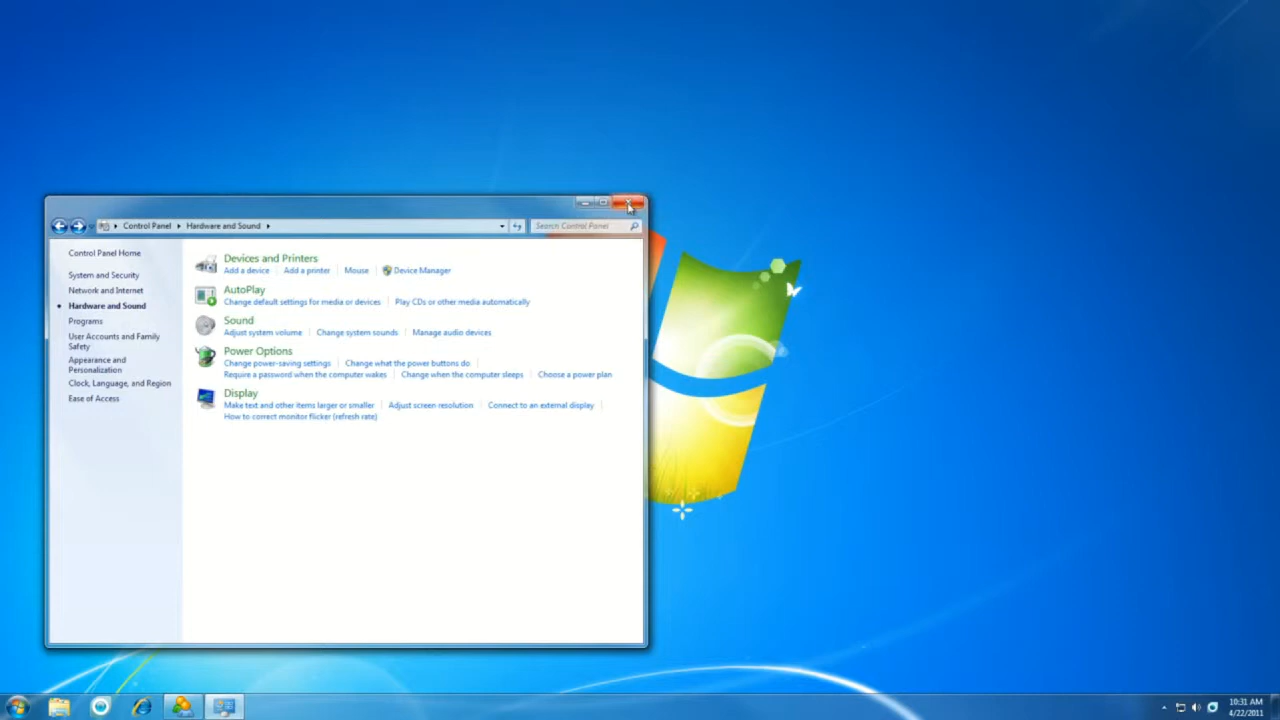 Control Panel Hardware and Sound Search Control Panel
Control Panel Home
System and Security
Network and Internet
Hardware and Sound
Programs
User Accounts and Family
Safety
Appearance and
Personalization
Clock, Language, and Region
Ease of Access
Devices and Printers
Add a device Add a printer Mouse Device Manager
AutoPlay
Change default settings for media or devices Play CDs or other media automatically
Sound
Adjust system volume Change system sounds Manage audio devices
Power Options
Change power-saving settings Change what the power buttons do
Require a password when the computer wakes Change when the computer sleeps Choose a power plan
Display
Make text and other items larger or smaller Adjust screen resolution Connect to an external display
How to correct monitor flicker (refresh rate)
10:31 AM
4/22/2011